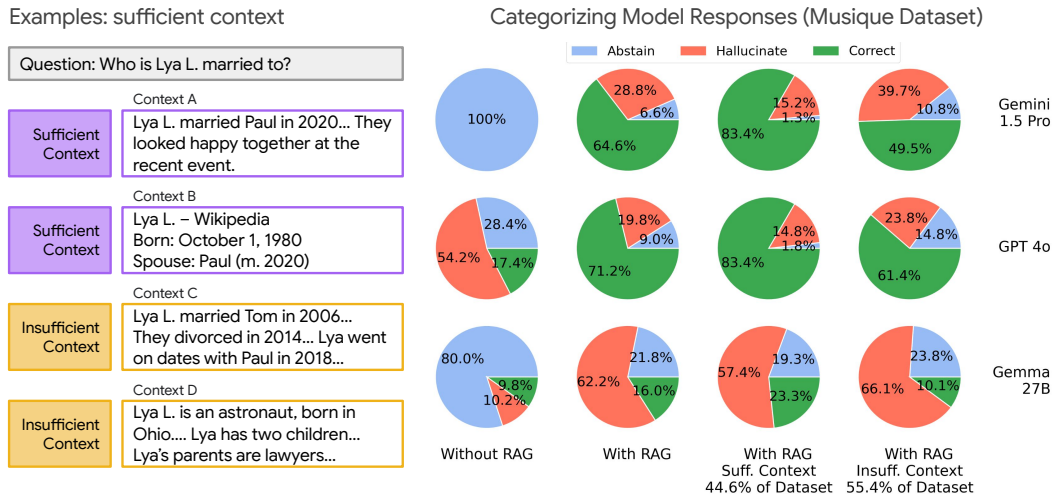 Examples: sufficient context
Question: Who is Lya L. married to?
Context A
Sufficient
Context
Lya L. married Paul in 2020... They
looked happy together at the
recent event.
Context B
Sufficient
Context
Lya L. – Wikipedia
Born: October 1, 1980
Spouse: Paul (m. 2020)
Context C
Insufficient
Context
Lya L. married Tom in 2006...
They divorced in 2014... Lya went
on dates with Paul in 2018...
Context D
Insufficient
Context
Lya L. is an astronaut, born in
Ohio.... Lya has two children...
Lya's parents are lawyers...
Categorizing Model Responses (Musique Dataset)
Abstain
Hallucinate
Correct
100%
28.8%
6.6%
64.6%
15.2%
1.3%
83.4%
39.7%
10.8%
49.5%
Gemini
1.5 Pro
28.4%
54.2%
17.4%
19.8%
9.0%
71.2%
14.8%
1.8%
83.4%
23.8%
14.8%
61.4%
GPT 4o
80.0%
9.8%
10.2%
21.8%
62.2%
16.0%
19.3%
57.4%
23.3%
23.8%
66.1%
10.1%
Gemma
27B
Without RAG
With RAG
With RAG
Suff. Context
44.6% of Dataset
With RAG
Insuff. Context
55.4% of Dataset